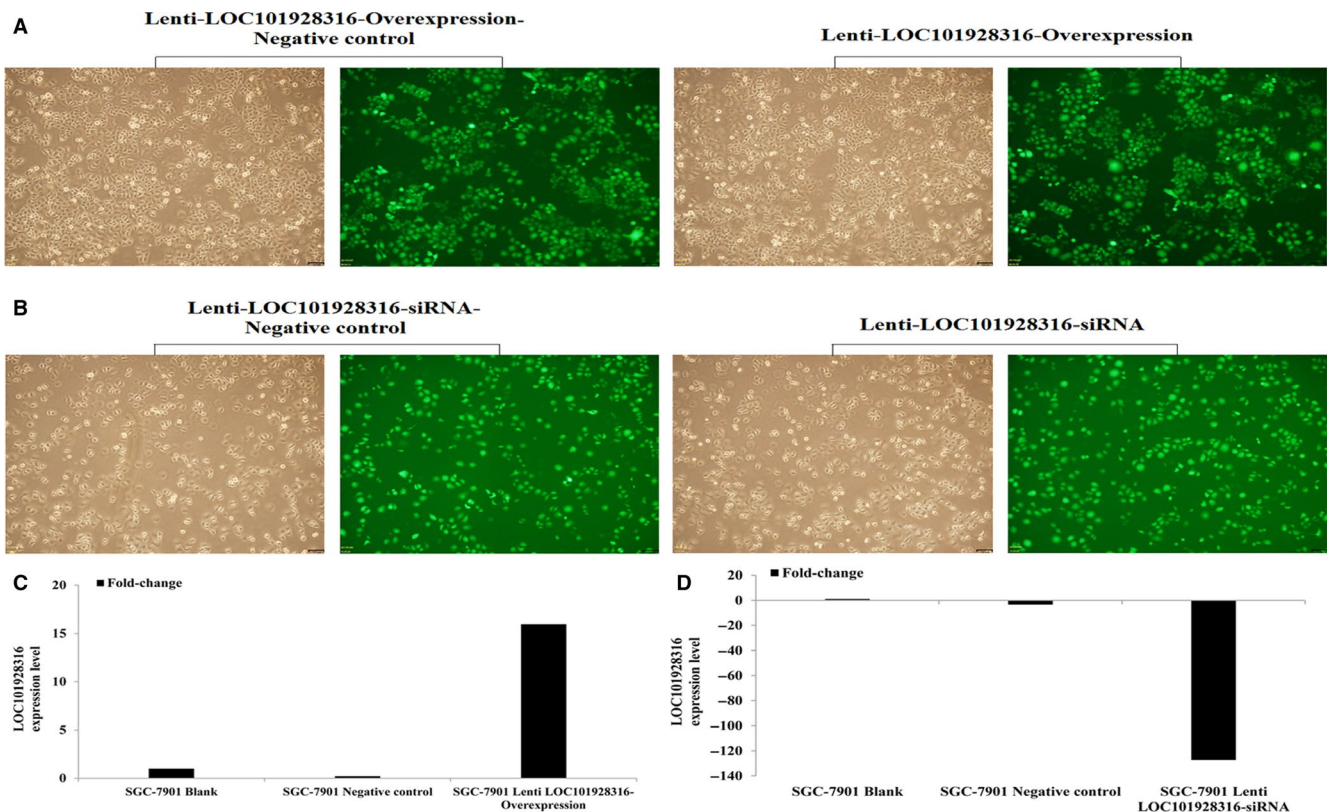 A
Lenti-LOC101928316-Overexpression-
Negative control
Lenti-LOC101928316-Overexpression
B
Lenti-LOC101928316-siRNA-
Negative control
Lenti-LOC101928316-siRNA
C
LOC101928316
expression level
Fold-change
20
15
10
5
0
SGC-7901 Blank
SGC-7901 Negative control
SGC-7901 Lenti LOC101928316-
Overexpression
D
LOC101928316
expression level
Fold-change
20
0
−20
−40
−60
−80
−100
−120
−140
SGC-7901 Blank
SGC-7901 Negative control
SGC-7901 Lenti
LOC101928316-siRNA